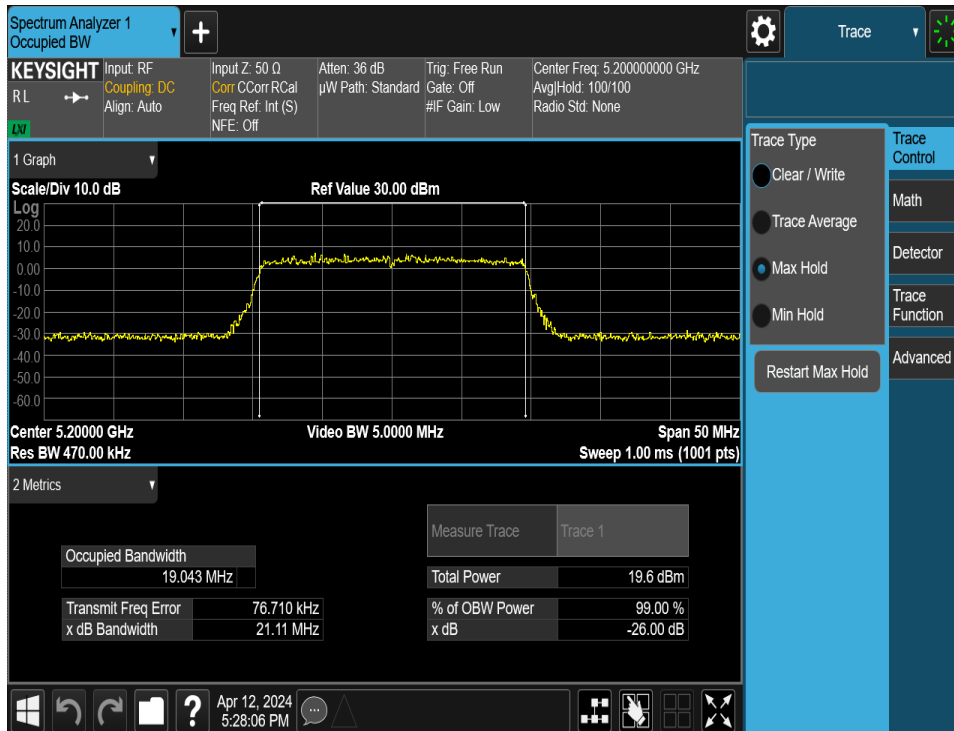 Spectrum Analyzer 1
Occupied BW
+
Trace
KEYSIGHT
R L
LXI
Input: RF
Coupling: DC
Align: Auto
Input Z: 50 Ω
Corr CCorr RCal
Freq Ref: Int (S)
NFE: Off
Atten: 36 dB
µW Path: Standard
Trig: Free Run
Gate: Off
#IF Gain: Low
Center Freq: 5.200000000 GHz
Avg|Hold: 100/100
Radio Std: None
1 Graph
Scale/Div 10.0 dB
Ref Value 30.00 dBm
Log
20.0
10.0
0.00
-10.0
-20.0
-30.0
-40.0
-50.0
-60.0
Center 5.20000 GHz
Video BW 5.0000 MHz
Span 50 MHz
Res BW 470.00 kHz
Sweep 1.00 ms (1001 pts)
2 Metrics
Measure Trace
Trace 1
Occupied Bandwidth
19.043 MHz
Total Power
19.6 dBm
Transmit Freq Error
76.710 kHz
% of OBW Power
99.00 %
x dB Bandwidth
21.11 MHz
x dB
-26.00 dB
Trace Type
Clear / Write
Trace Average
Max Hold
Min Hold
Restart Max Hold
Trace
Control
Math
Detector
Trace
Function
Advanced
?
Apr 12, 2024
5:28:06 PM